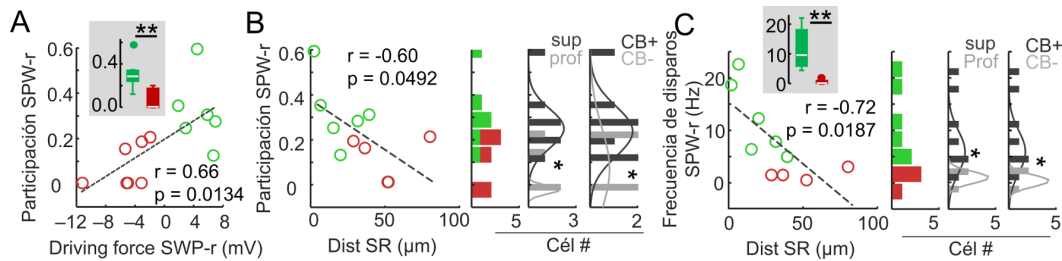 A
Participación SPW-r
0.6
0.4
0.2
0
0.4
0.0
**
r = 0.66
p = 0.0134
−12 −8 −4 0 4 8
Driving force SWP-r (mV)
B
Participación SPW-r
0.6
0.4
0.2
0
r = -0.60
p = 0.0492
0 50 100
Dist SR (µm)
5
sup
prof
*
3
CB+
CB-
*
2
Cél #
C
Frecuencia de disparos
SPW-r (Hz)
20
15
10
5
0
20
10
0
**
r = -0.72
p = 0.0187
0 50 100
Dist SR (µm)
5
sup
Prof
*
5
CB+
CB-
*
5
Cél #